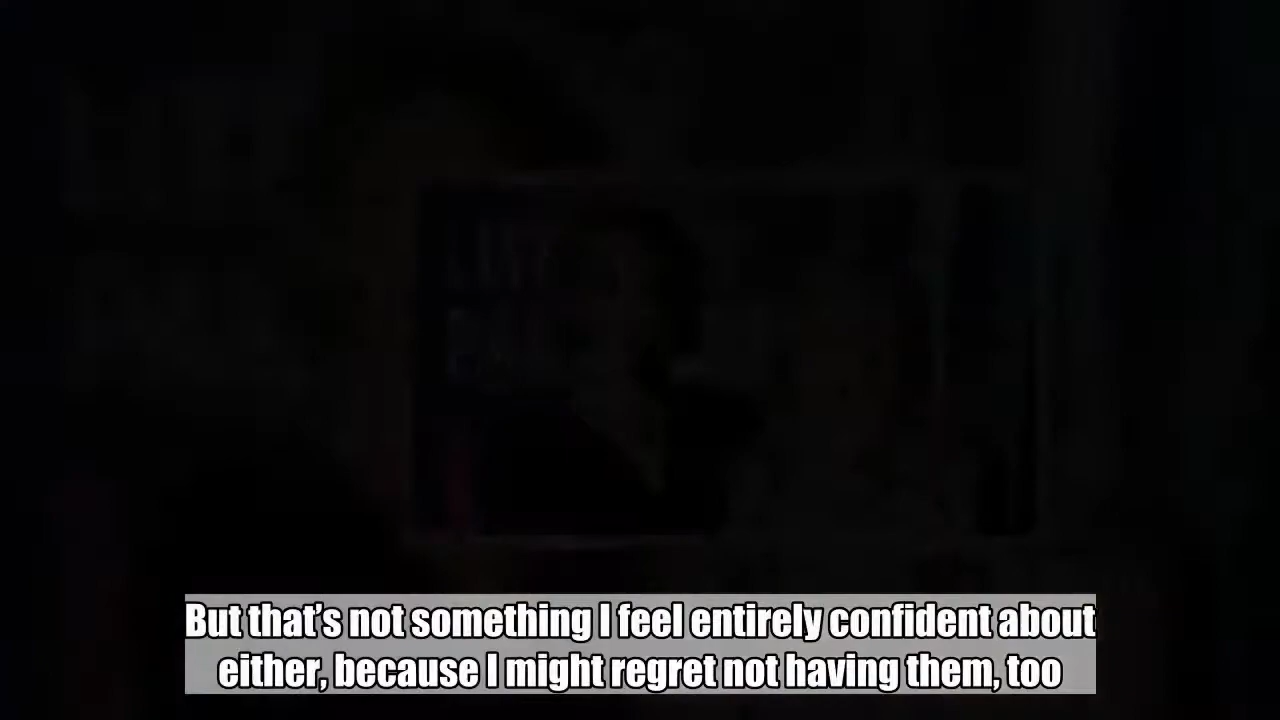 But that's not something I feel entirely confident about
either, because I might regret not having them, too